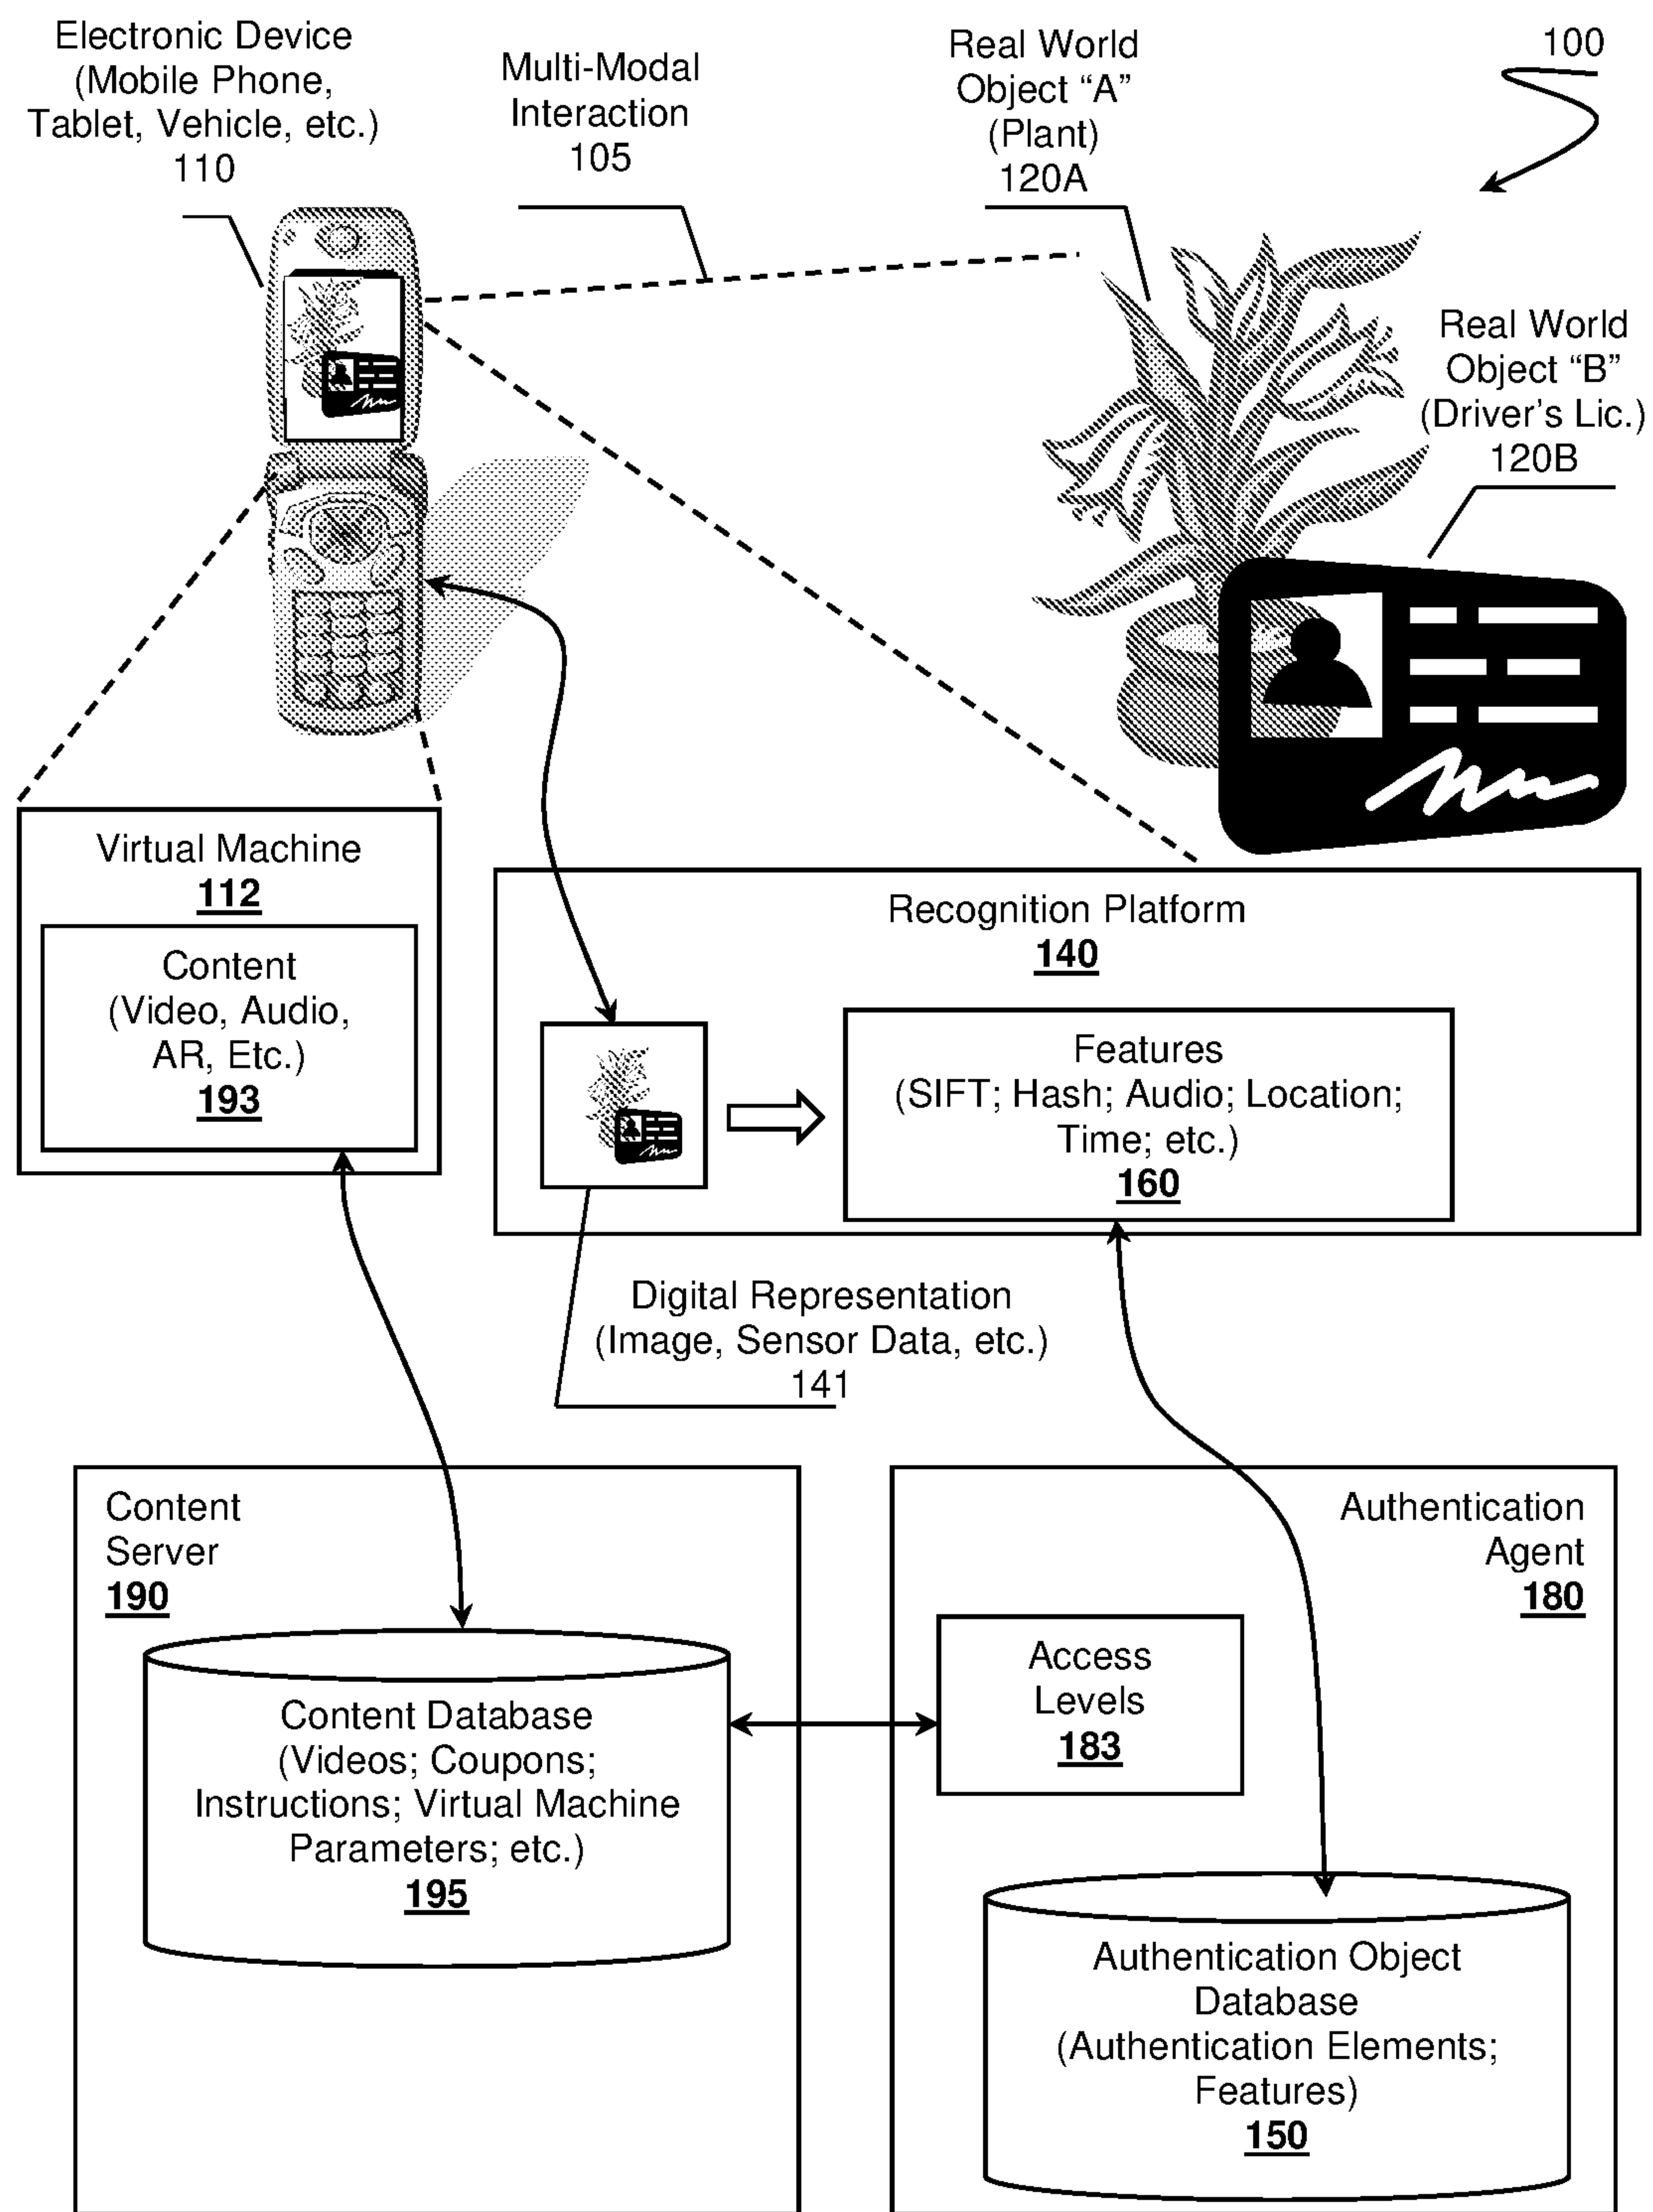 Electronic Device
(Mobile Phone,
Tablet, Vehicle, etc.)
110
Multi-Modal
Interaction
105
Real World
Object “A”
(Plant)
120A
100
Real World
Object “B”
(Driver’s Lic.)
120B
Virtual Machine
112
Content
(Video, Audio,
AR, Etc.)
193
Recognition Platform
140
Features
(SIFT; Hash; Audio; Location;
Time; etc.)
160
Digital Representation
(Image, Sensor Data, etc.)
141
Content
Server
190
Content Database
(Videos; Coupons;
Instructions; Virtual Machine
Parameters; etc.)
195
Authentication
Agent
180
Access
Levels
183
Authentication Object
Database
(Authentication Elements;
Features)
150